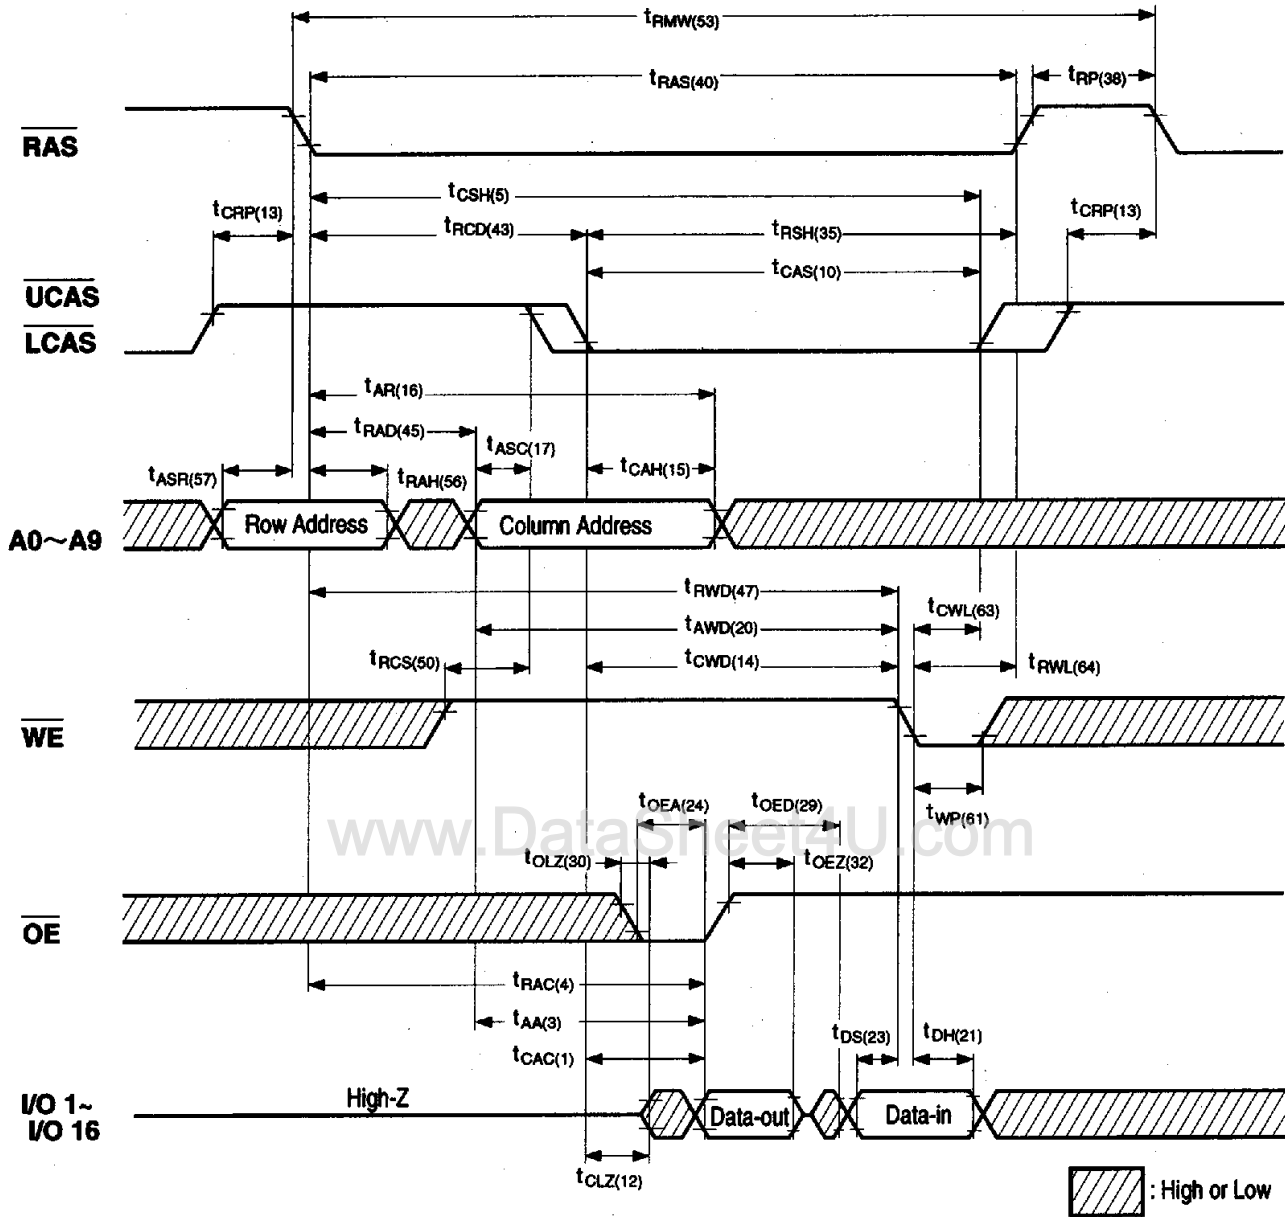 tRMW(53)
tRAS(40)
tRP(38)
RAS
tCSH(5)
tCRP(13)
tRCD(43)
tRSH(35)
tCRP(13)
tCAS(10)
UCAS
LCAS
tAR(16)
tRAD(45)
tASC(17)
tASR(57)
tRAH(56)
tCAH(15)
A0~A9
Row Address
Column Address
tRWD(47)
tCWL(63)
tAWD(20)
tRCS(50)
tCWD(14)
tRWL(64)
WE
tOEA(24)
tOED(29)
tWP(61)
www.DataSheet4U.com
tOLZ(30)
tOEZ(32)
OE
tRAC(4)
tAA(3)
tDS(23)
tDH(21)
tCAC(1)
I/O 1~
I/O 16
High-Z
Data-out
Data-in
tCLZ(12)
: High or Low